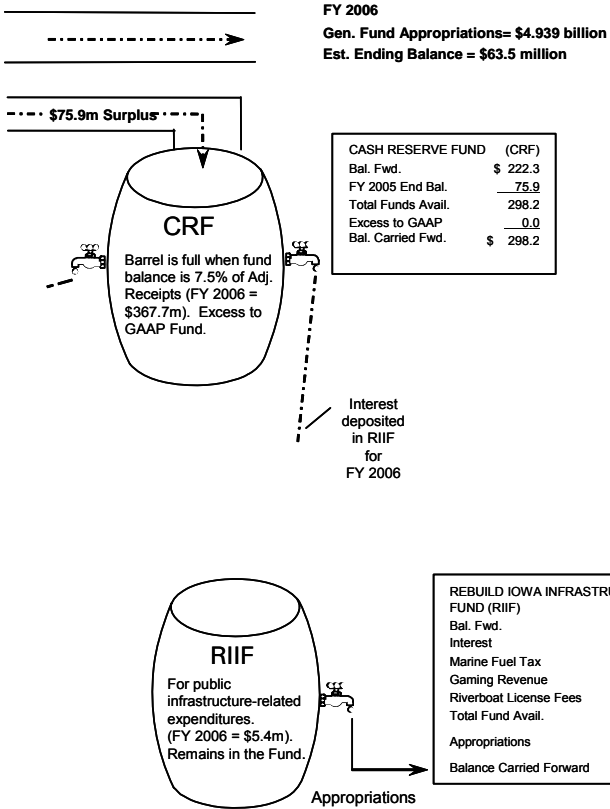 FY 2006
Gen. Fund Appropriations= $4.939 billion
Est. Ending Balance = $63.5 million
$75.9m Surplus
CASH RESERVE FUND (CRF)
Bal. Fwd. $ 222.3
FY 2005 End Bal. 75.9
Total Funds Avail. 298.2
Excess to GAAP 0.0
Bal. Carried Fwd. $ 298.2
CRF
Barrel is full when fund
balance is 7.5% of Adj.
Receipts (FY 2006 =
$367.7m). Excess to
GAAP Fund.
Interest
deposited
in RIIF
for
FY 2006
RIIF
For public
infrastructure-related
expenditures.
(FY 2006 = $5.4m).
Remains in the Fund.
Appropriations
REBUILD IOWA INFRASTRU
FUND (RIIF)
Bal. Fwd.
Interest
Marine Fuel Tax
Gaming Revenue
Riverboat License Fees
Total Fund Avail.
Appropriations
Balance Carried Forward